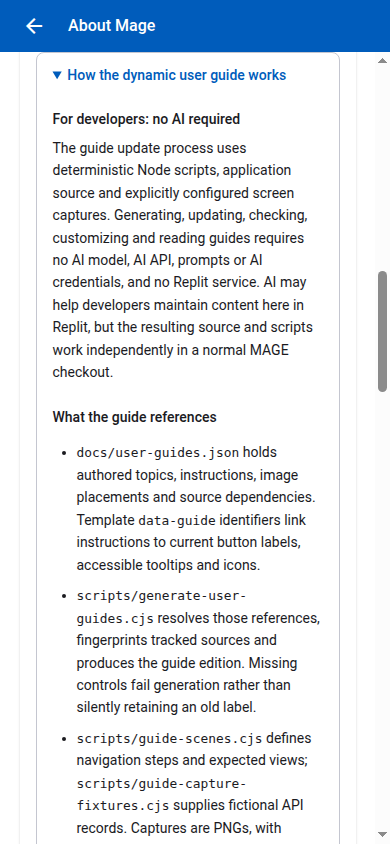 About Mage
How the dynamic user guide works
For developers: no AI required
The guide update process uses
deterministic Node scripts, application
source and explicitly configured screen
captures. Generating, updating, checking,
customizing and reading guides requires
no AI model, AI API, prompts or AI
credentials, and no Replit service. AI may
help developers maintain content here in
Replit, but the resulting source and scripts
work independently in a normal MAGE
checkout.
What the guide references
• docs/user-guides.json holds
authored topics, instructions, image
placements and source dependencies.
Template data-guide identifiers link
instructions to current button labels,
accessible tooltips and icons.
• scripts/generate-user-
guides.cjs resolves those references,
fingerprints tracked sources and
produces the guide edition. Missing
controls fail generation rather than
silently retaining an old label.
• scripts/guide-scenes.cjs defines
navigation steps and expected views;
scripts/guide-capture-
fixtures.cjs supplies fictional API
records. Captures are PNGs, with